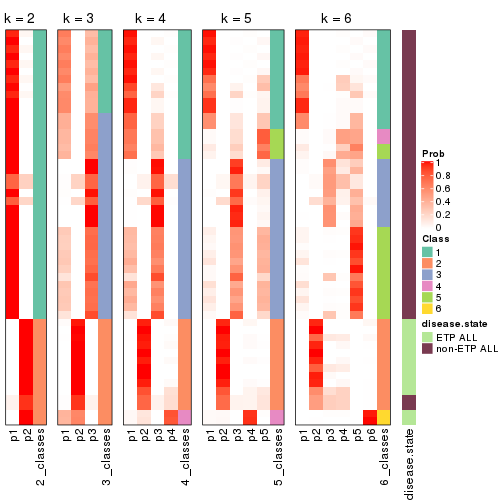 k = 2 k = 3 k = 4 k = 5 k = 6
Prob
1
0.8
0.6
0.4
0.2
0
Class
1
2
3
4
5
6
disease.state
ETP ALL
non-ETP ALL
p1 p2 2_classes p1 p2 p3 3_classes p1 p2 p3 p4 4_classes p1 p2 p3 p4 p5 5_classes p1 p2 p3 p4 p5 p6 6_classes disease.state